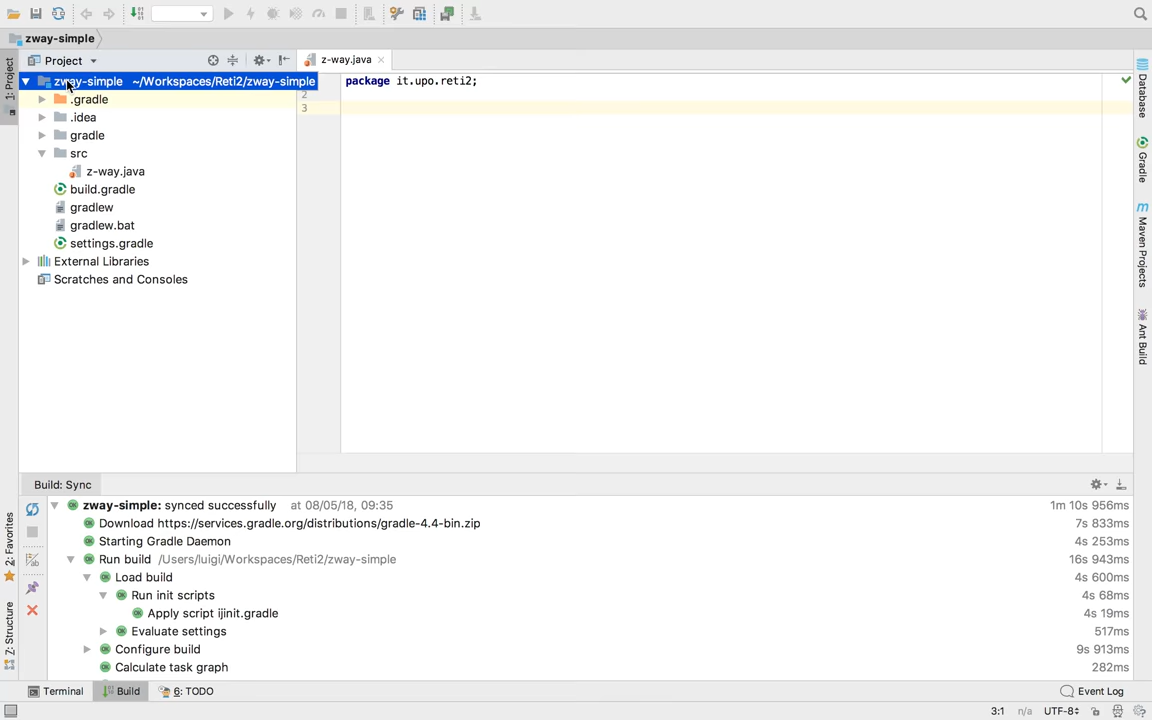 zway-simple
Project
z-way.java
1: Project
zway-simple ~/Workspaces/Reti2/zway-simple
.gradle
.idea
gradle
src
z-way.java
build.gradle
gradlew
gradlew.bat
settings.gradle
External Libraries
Scratches and Consoles
package it.upo.reti2;
2
3
Database
Gradle
Maven Projects
Ant Build
Build: Sync
zway-simple: synced successfully at 08/05/18, 09:35 1m 10s 956ms
Download https://services.gradle.org/distributions/gradle-4.4-bin.zip 7s 833ms
Starting Gradle Daemon 4s 253ms
Run build /Users/luigi/Workspaces/Reti2/zway-simple 16s 943ms
Load build 4s 600ms
Run init scripts 4s 68ms
Apply script ijinit.gradle 4s 19ms
Evaluate settings 517ms
Configure build 9s 913ms
Calculate task graph 282ms
2: Favorites
7: Structure
Terminal Build 6: TODO Event Log
3:1 n/a UTF-8